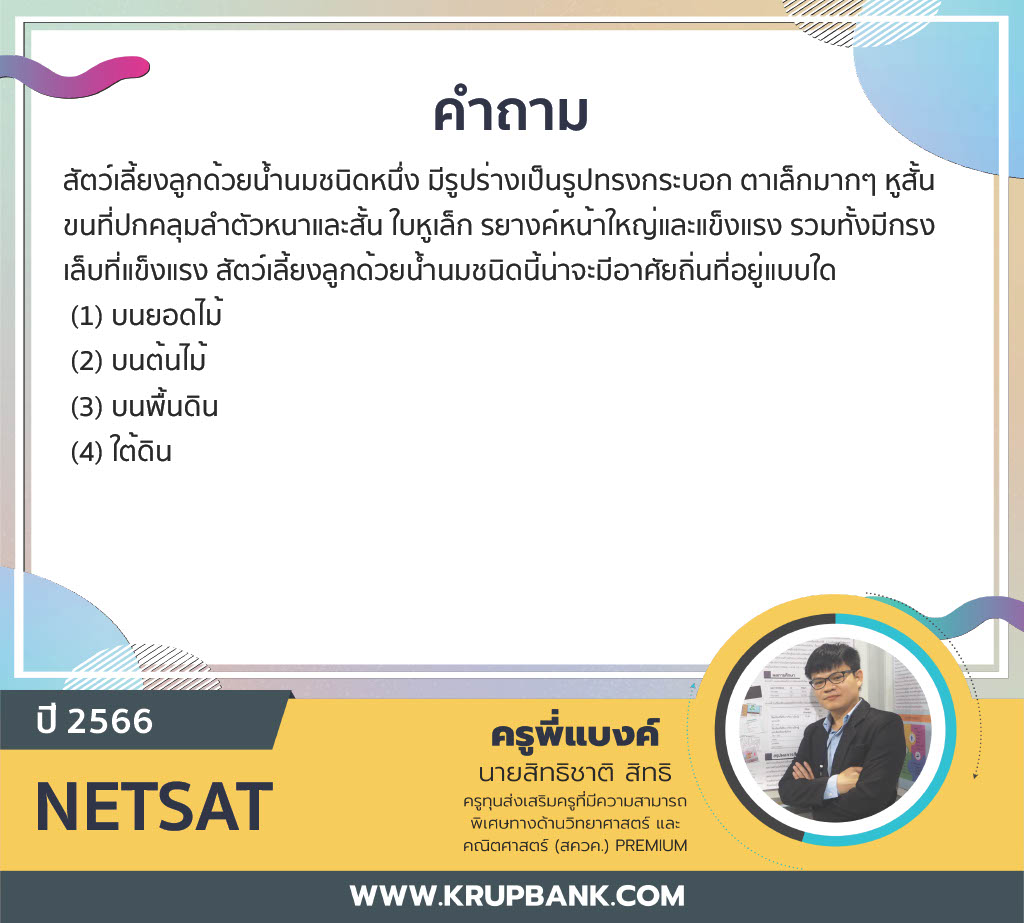 คำถาม
สัตว์เลี้ยงลูกด้วยน้ำนมชนิดหนึ่ง มีรูปร่างเป็นรูปทรงกระบอก ตาเล็กมากๆ หูสั้น
ขนที่ปกคลุมลำตัวหนาและสั้น ใบหูเล็ก รยางค์หน้าใหญ่และแข็งแรง รวมทั้งมีกรง
เล็บที่แข็งแรง สัตว์เลี้ยงลูกด้วยน้ำนมชนิดนี้น่าจะมีอาศัยถิ่นที่อยู่แบบใด
(1) บนยอดไม้
(2) บนต้นไม้
(3) บนพื้นดิน
(4) ใต้ดิน
ปี 2566
NETSAT
ครูพี่แบงค์
นายสิทธิชาติ สิทธิ
ครูทุนส่งเสริมครูที่มีความสามารถ
พิเศษทางด้านวิทยาศาสตร์ และ
คณิตศาสตร์ (สควค.) PREMIUM
WWW.KRUPBANK.COM